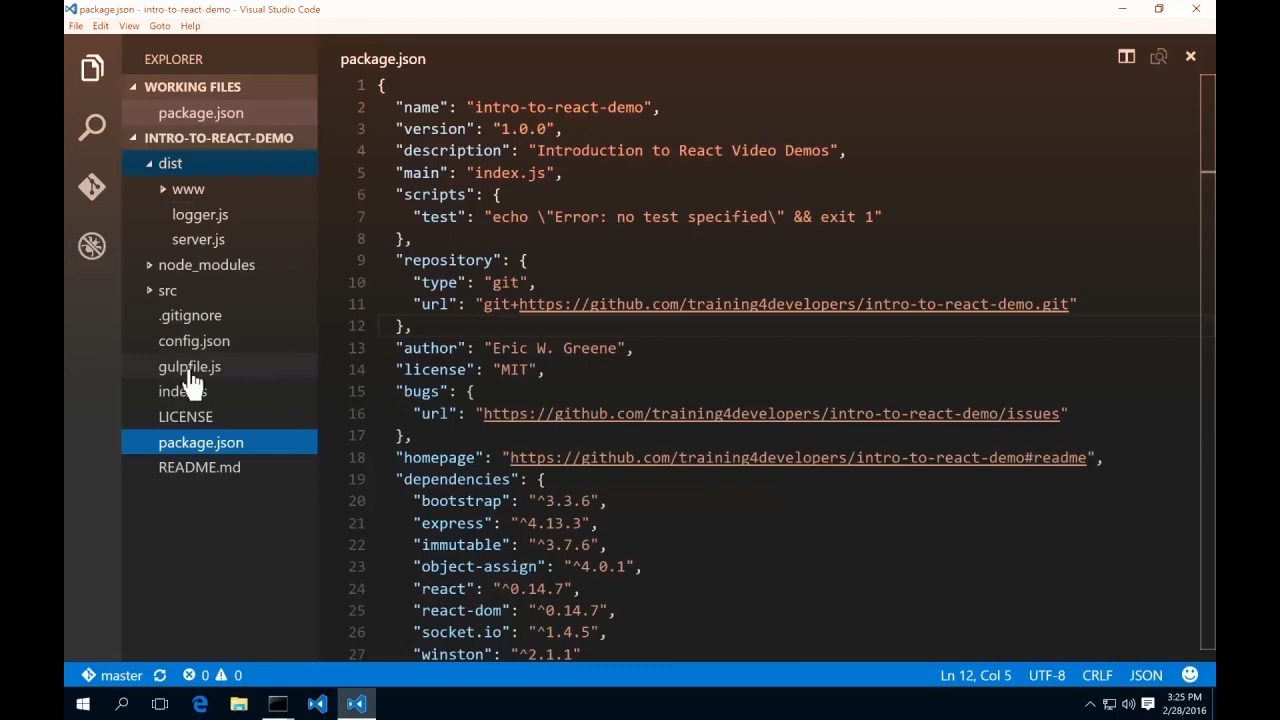 package.json - intro-to-react-demo - Visual Studio Code
File Edit View Goto Help
EXPLORER
WORKING FILES
package.json
INTRO-TO-REACT-DEMO
dist
www
logger.js
server.js
node_modules
src
.gitignore
config.json
gulpfile.js
index.js
LICENSE
package.json
README.md
package.json
1 {
2 "name": "intro-to-react-demo",
3 "version": "1.0.0",
4 "description": "Introduction to React Video Demos",
5 "main": "index.js",
6 "scripts": {
7 "test": "echo \"Error: no test specified\" && exit 1"
8 },
9 "repository": {
10 "type": "git",
11 "url": "git+https://github.com/training4developers/intro-to-react-demo.git"
12 },
13 "author": "Eric W. Greene",
14 "license": "MIT",
15 "bugs": {
16 "url": "https://github.com/training4developers/intro-to-react-demo/issues"
17 },
18 "homepage": "https://github.com/training4developers/intro-to-react-demo#readme",
19 "dependencies": {
20 "bootstrap": "^3.3.6",
21 "express": "^4.13.3",
22 "immutable": "^3.7.6",
23 "object-assign": "^4.0.1",
24 "react": "^0.14.7",
25 "react-dom": "^0.14.7",
26 "socket.io": "^1.4.5",
27 "winston": "^2.1.1"
master 0 0 Ln 12, Col 5 UTF-8 CRLF JSON
3:25 PM
2/28/2016